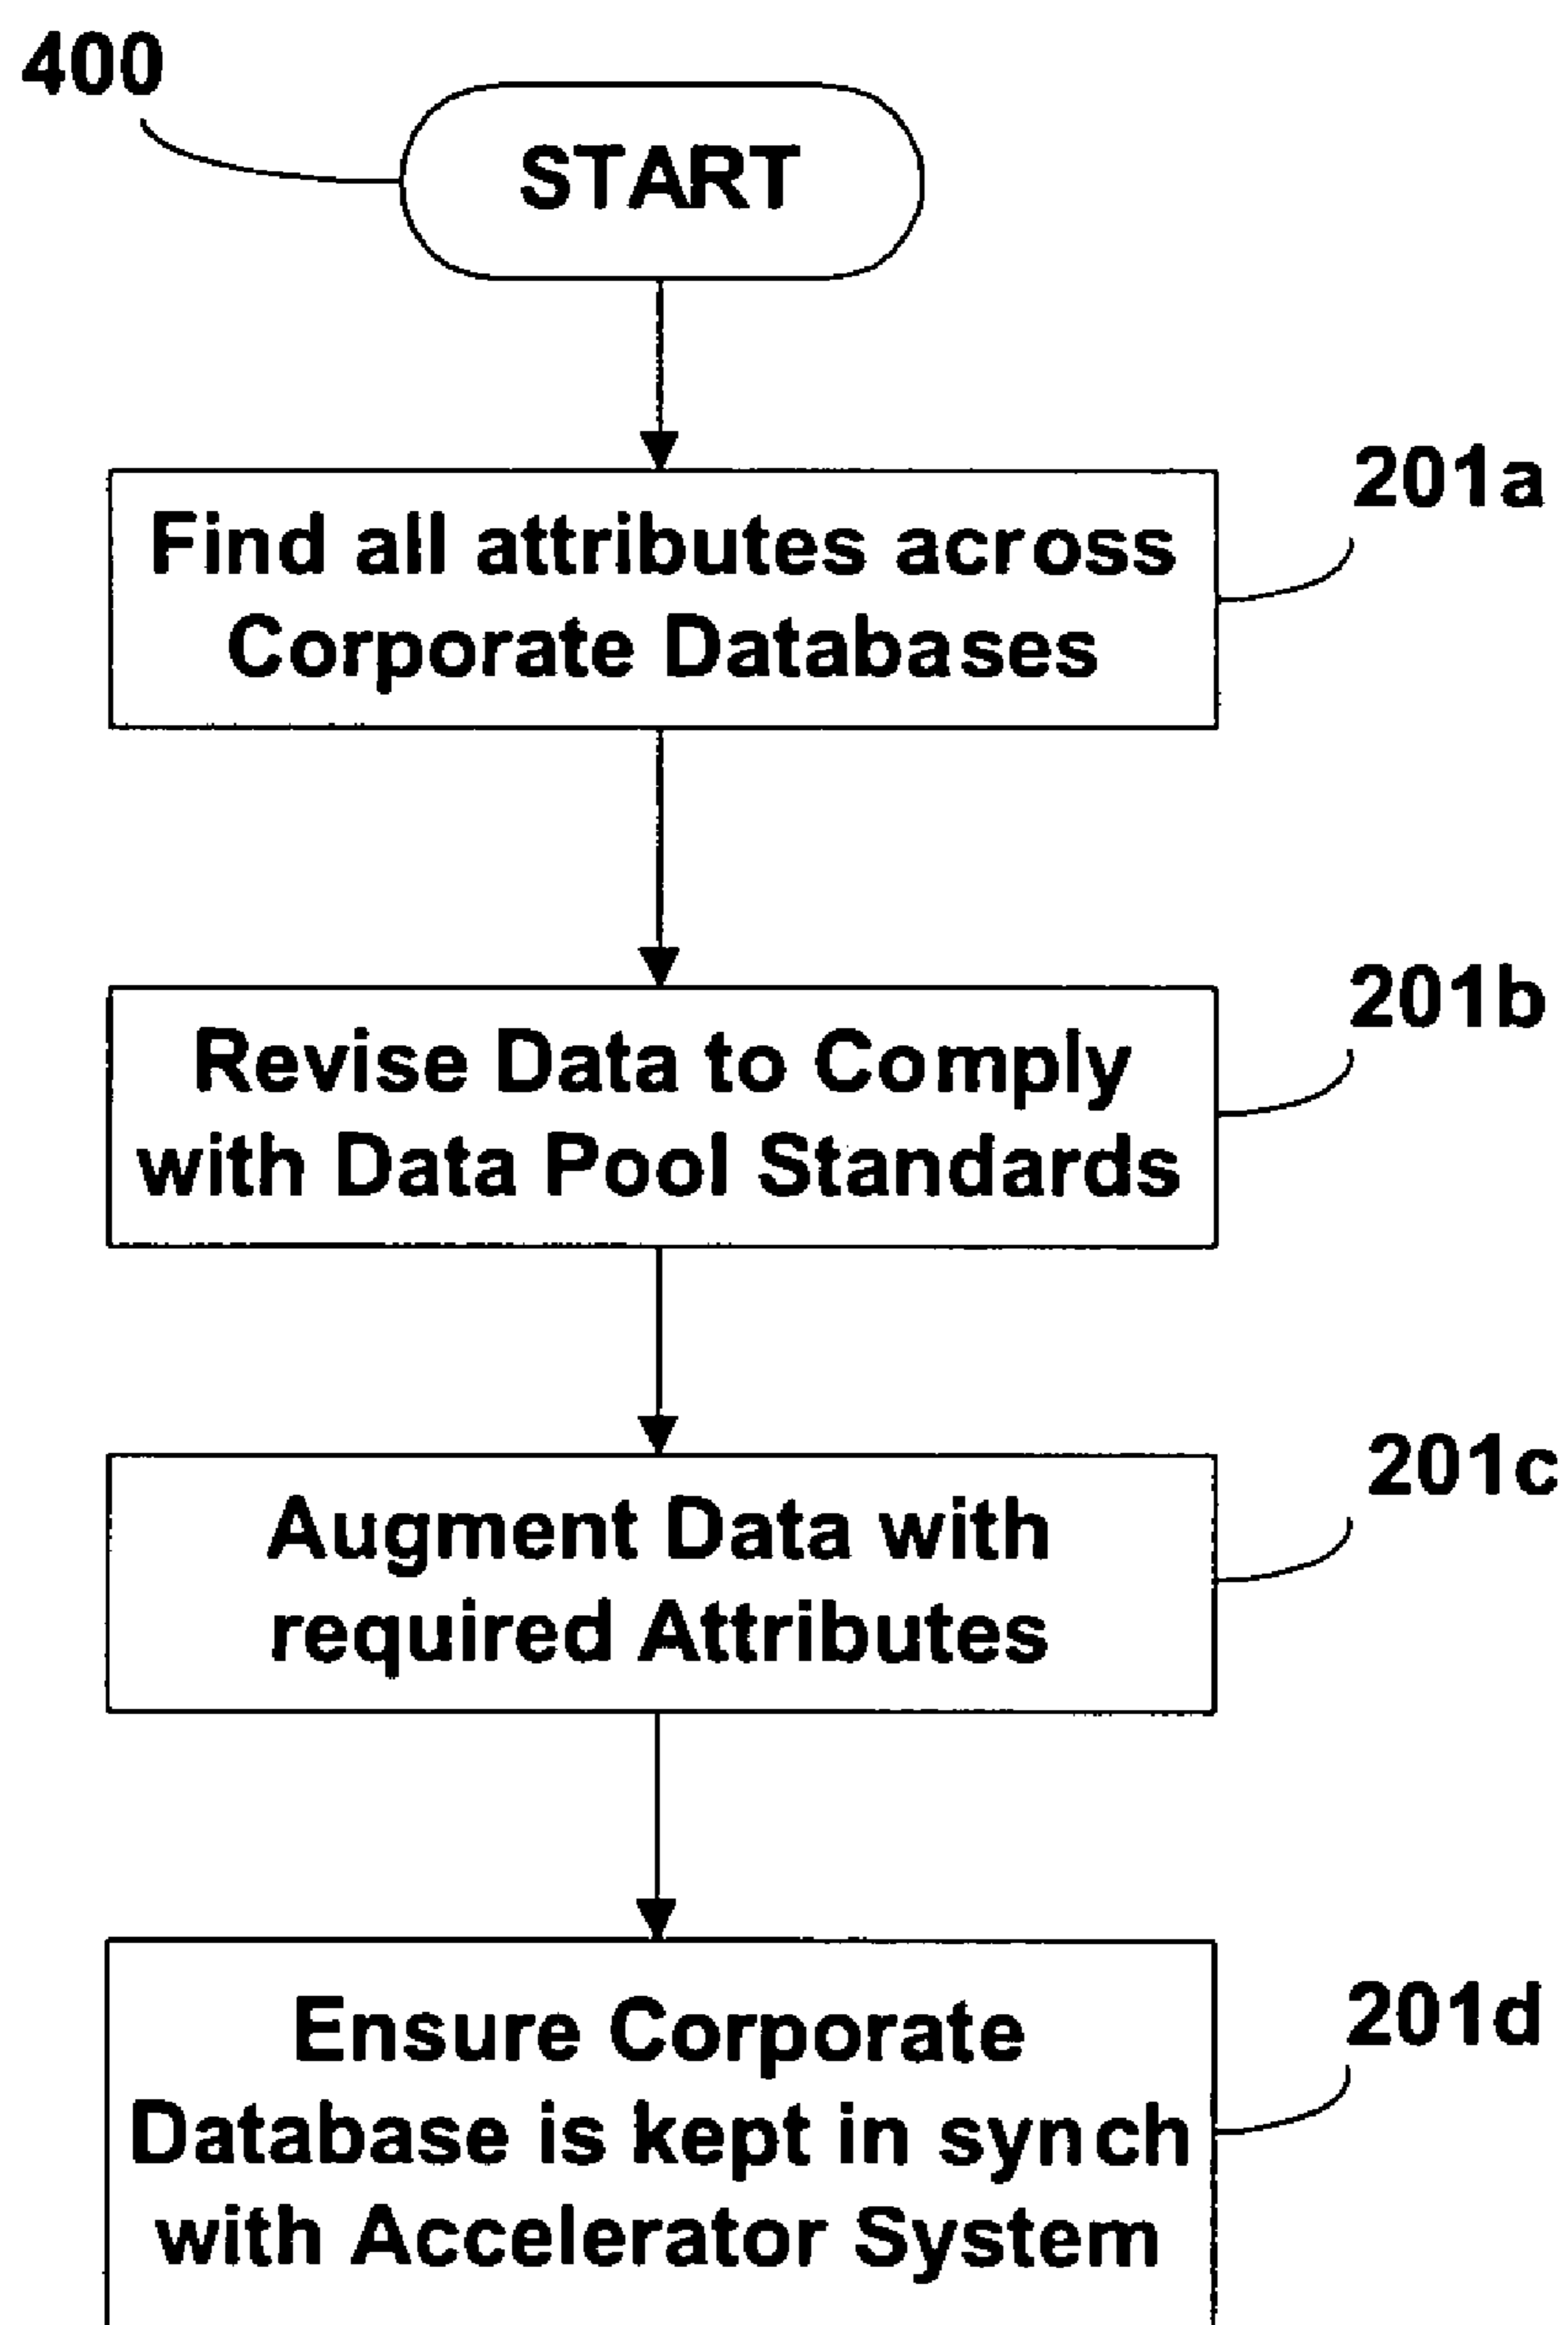 400
START
201a
Find all attributes across
Corporate Databases
201b
Revise Data to Comply
with Data Pool Standards
201c
Augment Data with
required Attributes
201d
Ensure Corporate
Database is kept in synch
with Accelerator System